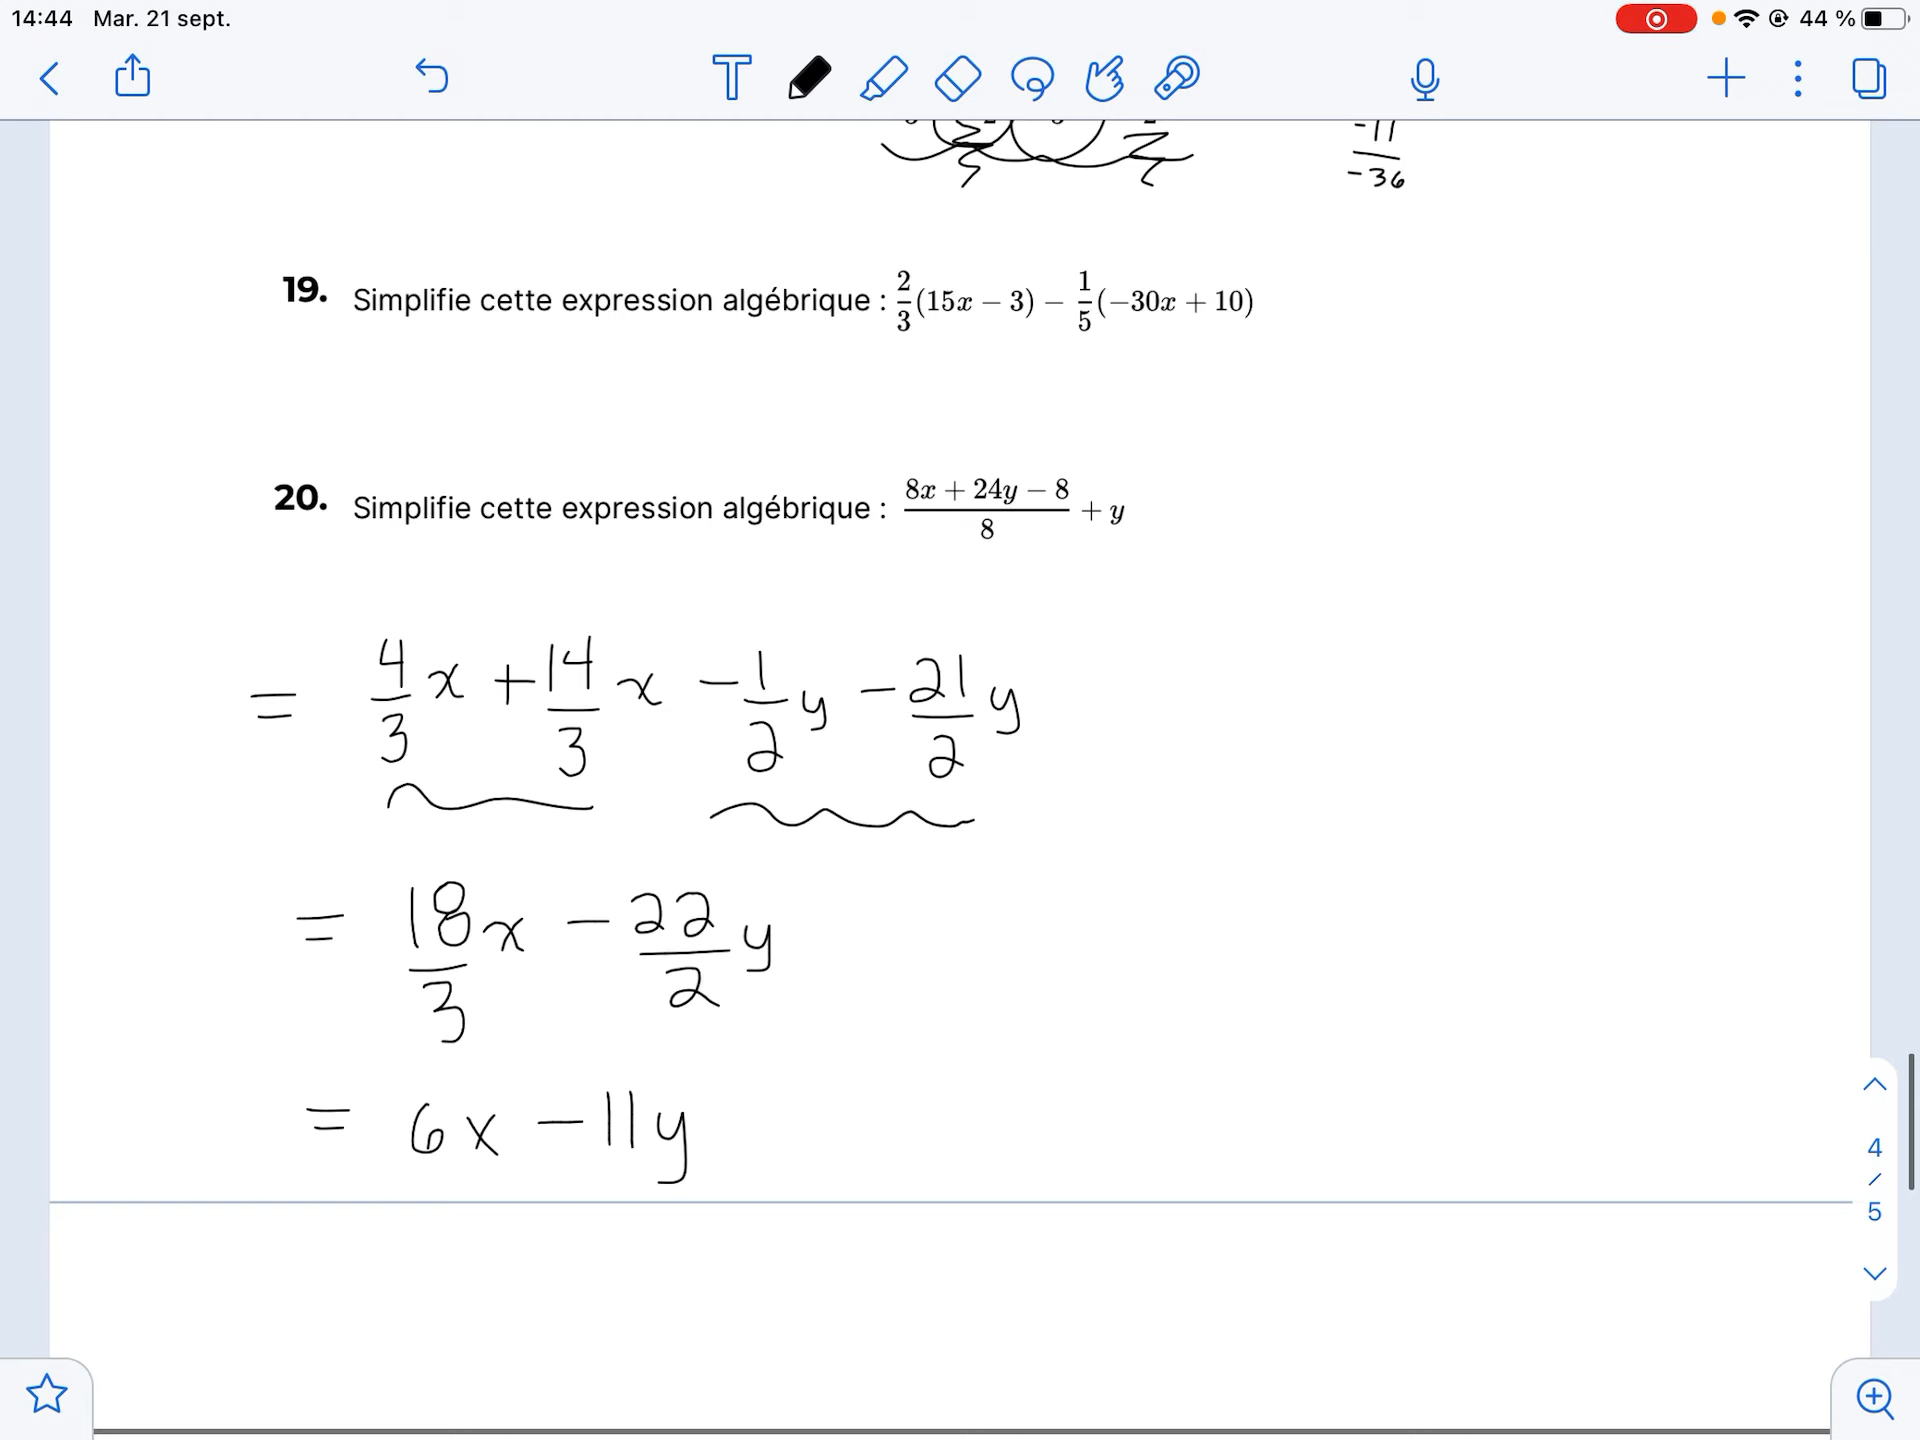 14:44 Mar. 21 sept. 44 %
T
-11
-36
19. Simplifie cette expression algébrique : 2/3(15x − 3) − 1/5(−30x + 10)
20. Simplifie cette expression algébrique : (8x + 24y − 8)/8 + y
= 4/3 x + 14/3 x - 1/2 y - 21/2 y
= 18/3 x - 22/2 y
= 6x - 11y
4
/
5